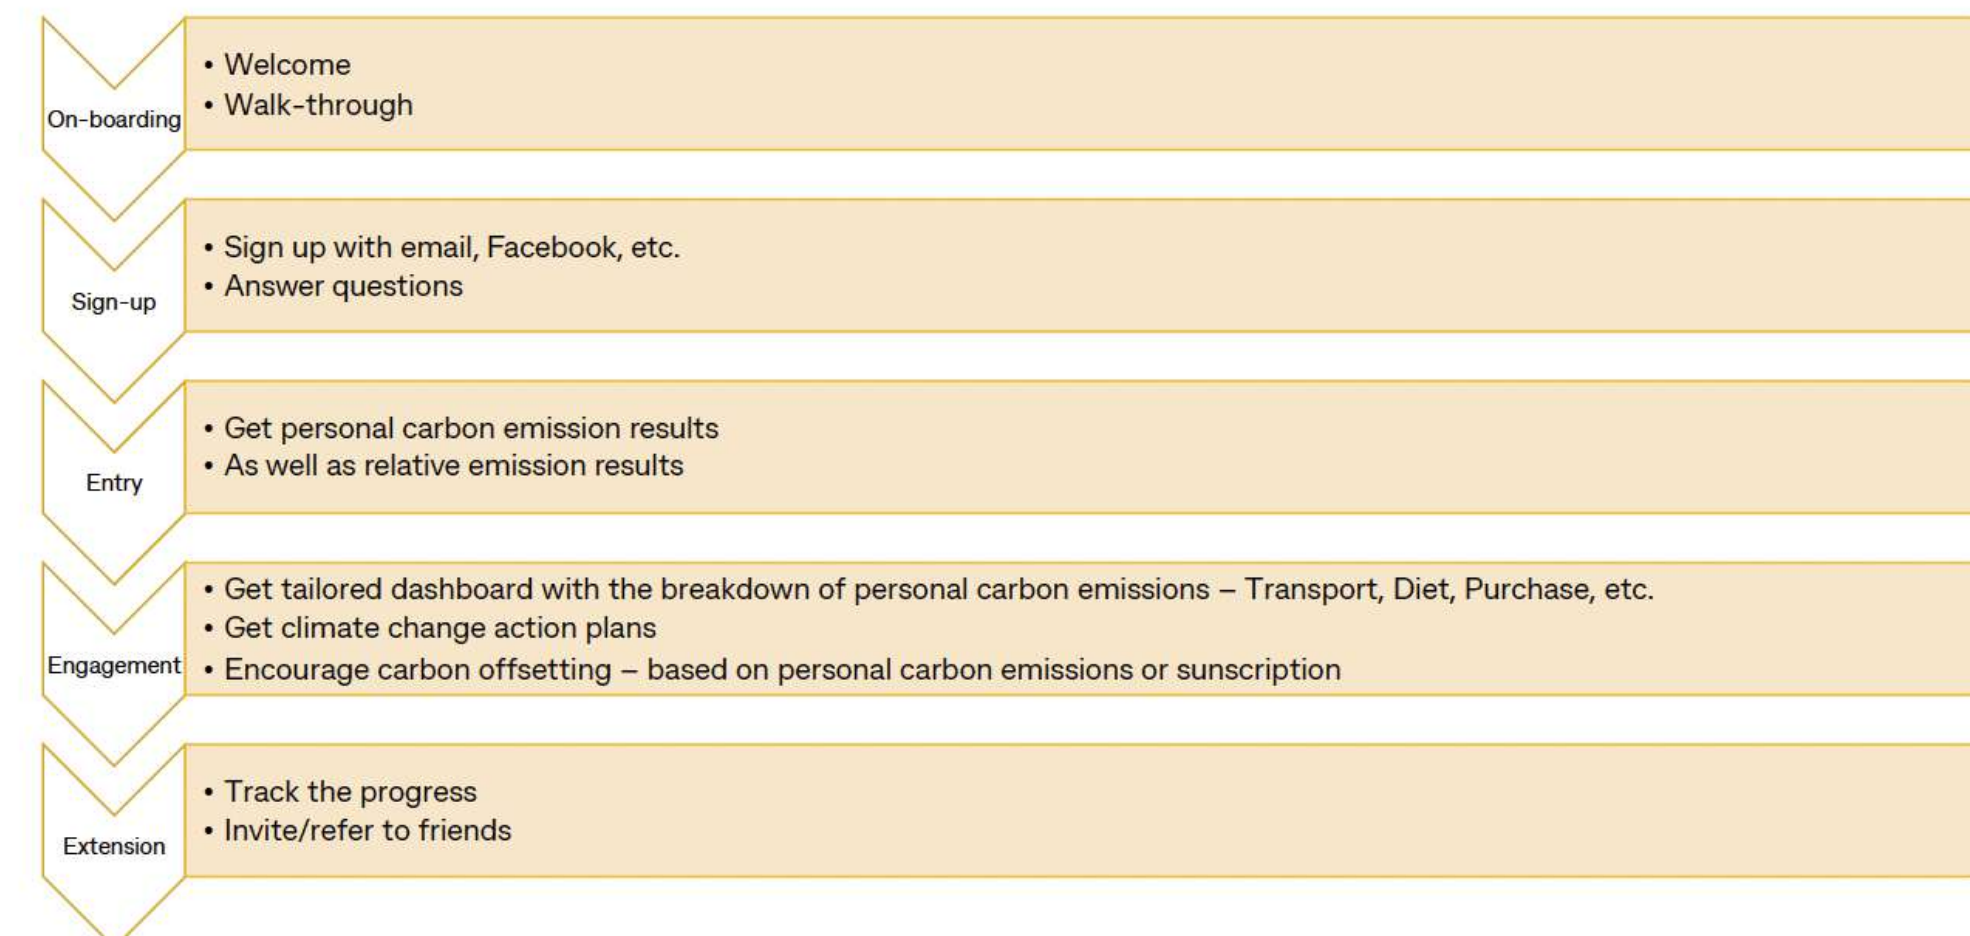 On-boarding
• Welcome
• Walk-through
Sign-up
• Sign up with email, Facebook, etc.
• Answer questions
Entry
• Get personal carbon emission results
• As well as relative emission results
Engagement
• Get tailored dashboard with the breakdown of personal carbon emissions – Transport, Diet, Purchase, etc.
• Get climate change action plans
• Encourage carbon offsetting – based on personal carbon emissions or sunscription
Extension
• Track the progress
• Invite/refer to friends